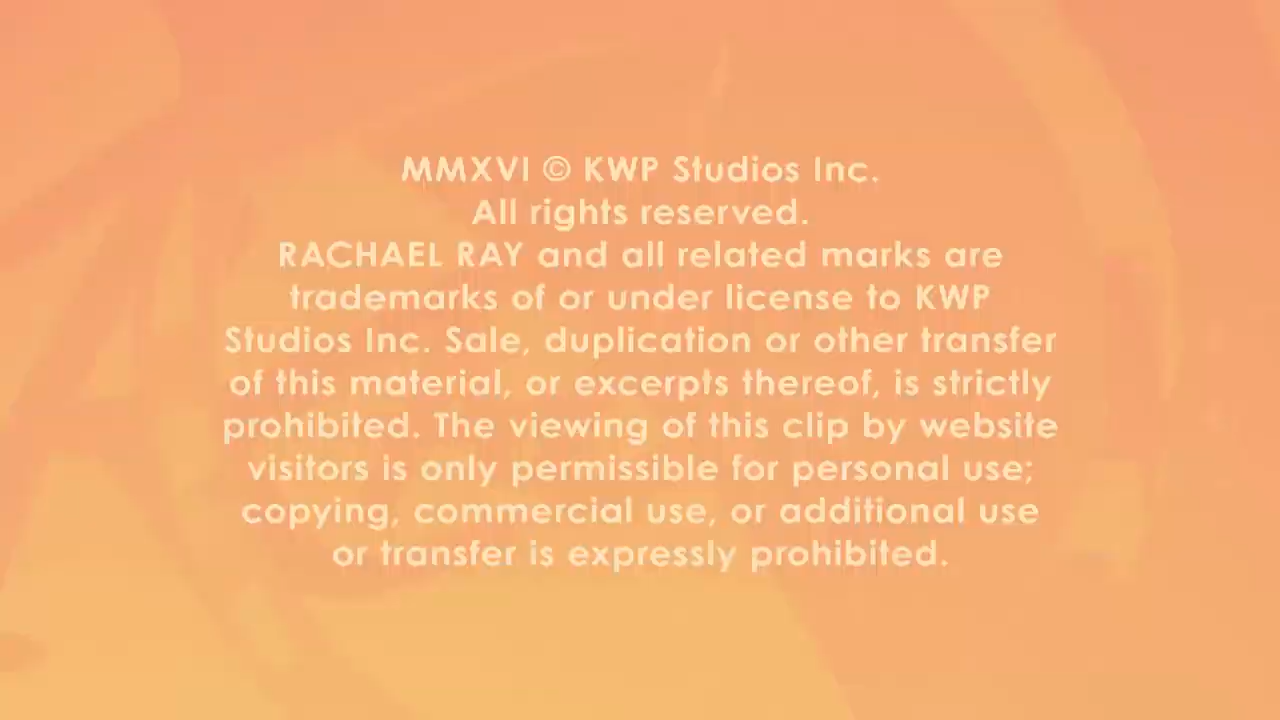 MMXVI © KWP Studios Inc.
All rights reserved.
RACHAEL RAY and all related marks are
trademarks of or under license to KWP
Studios Inc. Sale, duplication or other transfer
of this material, or excerpts thereof, is strictly
prohibited. The viewing of this clip by website
visitors is only permissible for personal use;
copying, commercial use, or additional use
or transfer is expressly prohibited.